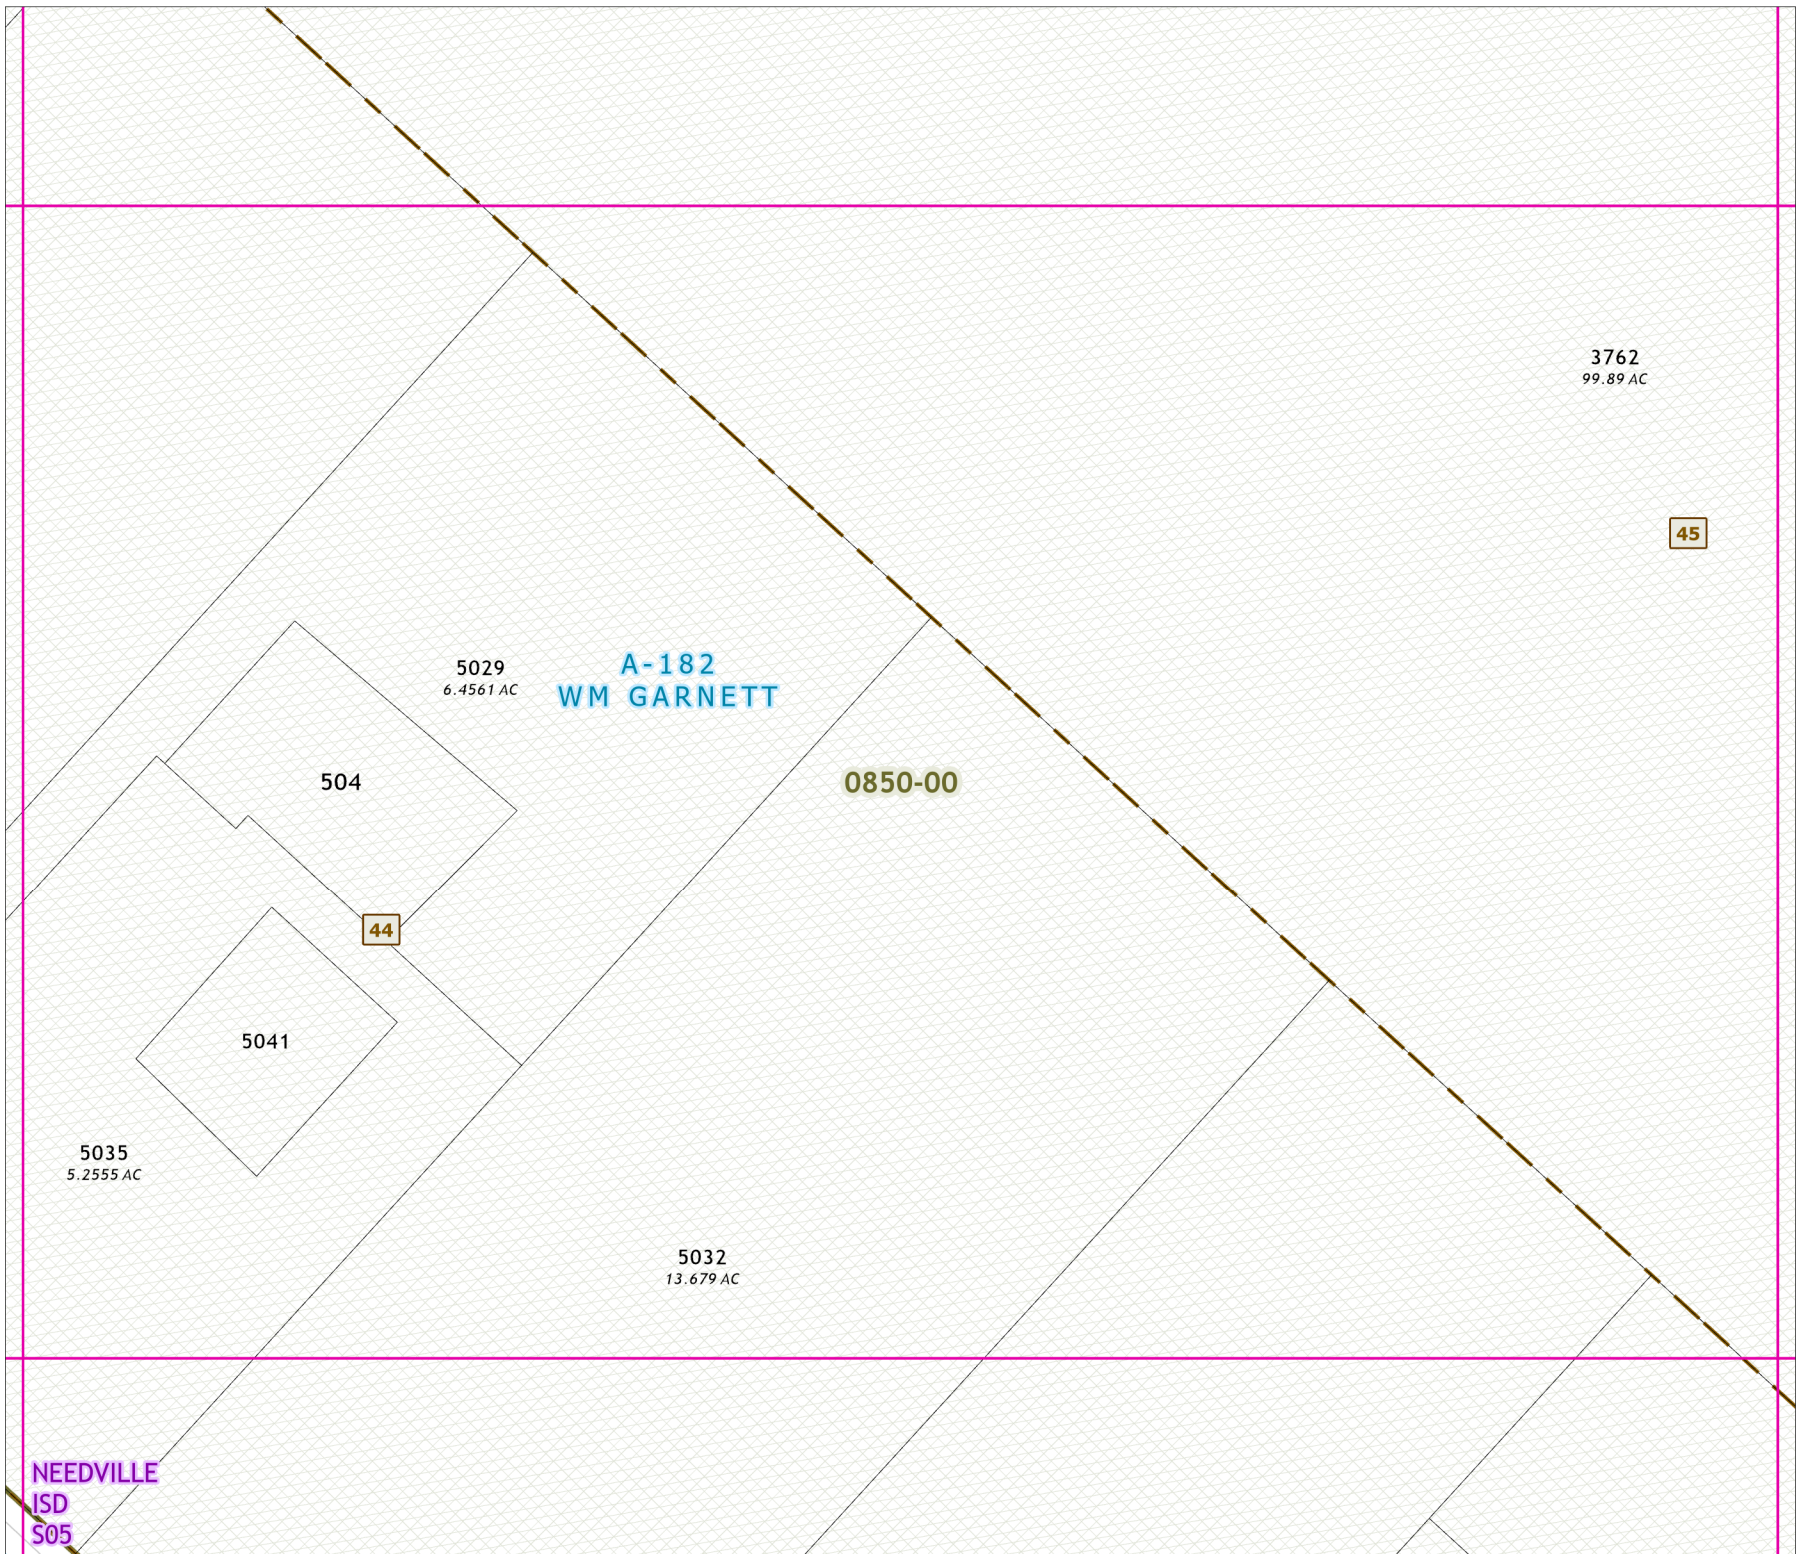 3762
99.89 AC
45
5029
6.4561 AC
A-182
WM GARNETT
504
0850-00
44
5041
5035
5.2555 AC
5032
13.679 AC
NEEDVILLE
ISD
S05